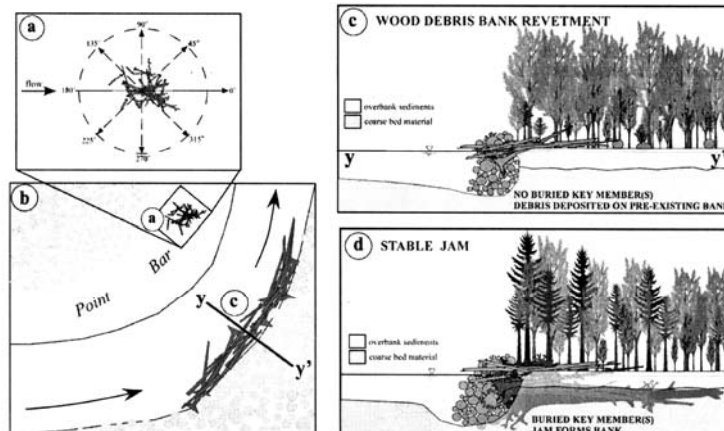 a
90°
135°
45°
flow
180°
0°
225°
315°
270°
b
a
Bar
Point
y
c
y'
c WOOD DEBRIS BANK REVETMENT
overbank sediments
coarse bed material
y
y'
NO BURIED KEY MEMBER(S)
DEBRIS DEPOSITED ON PRE-EXISTING BANK
d STABLE JAM
overbank sediments
coarse bed material
BURIED KEY MEMBER(S)
JAM FORMS BANK